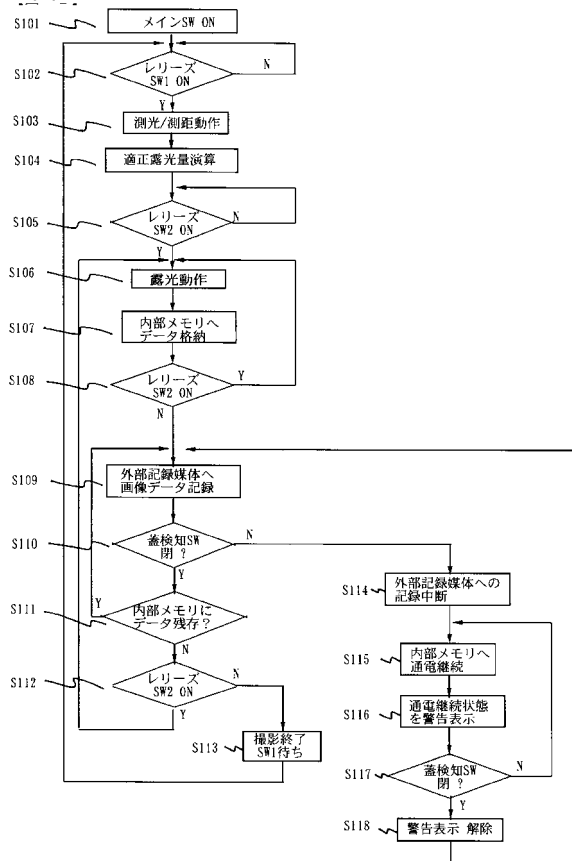 S101 メインSW ON
S102 レリーズ
SW1 ON
N
Y
S103 測光/測距動作
S104 適正露光量演算
S105 レリーズ
SW2 ON
N
Y
S106 露光動作
S107 内部メモリへ
データ格納
S108 レリーズ
SW2 ON
Y
N
S109 外部記録媒体へ
画像データ記録
S110 蓋検知SW
閉 ?
N
Y
S111 内部メモリに
データ残存?
Y
N
S112 レリーズ
SW2 ON
N
Y
S113 撮影終了
SW1待ち
S114 外部記録媒体への
記録中断
S115 内部メモリへ
通電継続
S116 通電継続状態
を警告表示
S117 蓋検知SW
閉 ?
N
Y
S118 警告表示 解除